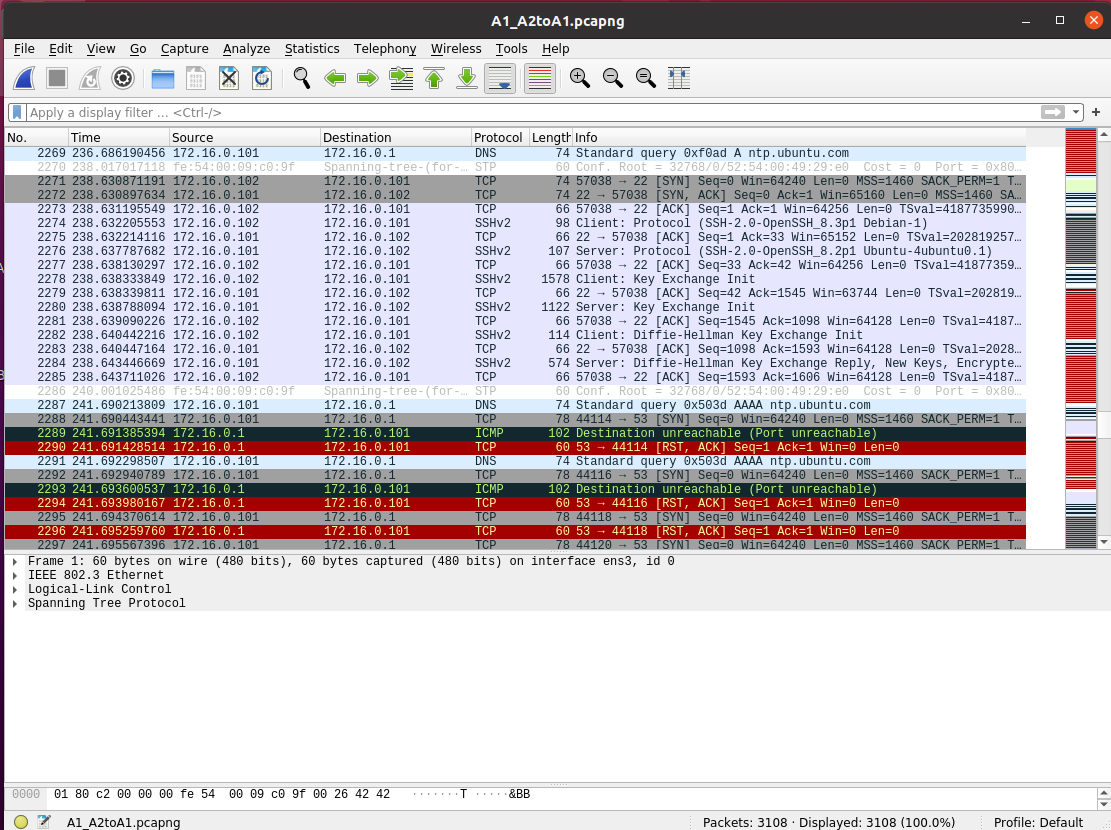 A1_A2toA1.pcapng
File Edit View Go Capture Analyze Statistics Telephony Wireless Tools Help
Apply a display filter ... <Ctrl-/>
No. Time Source Destination Protocol Length Info
2269 236.686190456 172.16.0.101 172.16.0.1 DNS 74 Standard query 0xf0ad A ntp.ubuntu.com
2270 238.017017118 fe:54:00:09:c0:9f Spanning-tree-(for-… STP 60 Conf. Root = 32768/0/52:54:00:49:29:e0 Cost = 0 Port = 0x80…
2271 238.630871191 172.16.0.102 172.16.0.101 TCP 74 57038 → 22 [SYN] Seq=0 Win=64240 Len=0 MSS=1460 SACK_PERM=1 T…
2272 238.630897634 172.16.0.101 172.16.0.102 TCP 74 22 → 57038 [SYN, ACK] Seq=0 Ack=1 Win=65160 Len=0 MSS=1460 SA…
2273 238.631195549 172.16.0.102 172.16.0.101 TCP 66 57038 → 22 [ACK] Seq=1 Ack=1 Win=64256 Len=0 TSval=4187735990…
2274 238.632205553 172.16.0.102 172.16.0.101 SSHv2 98 Client: Protocol (SSH-2.0-OpenSSH_8.3p1 Debian-1)
2275 238.632214116 172.16.0.101 172.16.0.102 TCP 66 22 → 57038 [ACK] Seq=1 Ack=33 Win=65152 Len=0 TSval=202819257…
2276 238.637787682 172.16.0.101 172.16.0.102 SSHv2 107 Server: Protocol (SSH-2.0-OpenSSH_8.2p1 Ubuntu-4ubuntu0.1)
2277 238.638130297 172.16.0.102 172.16.0.101 TCP 66 57038 → 22 [ACK] Seq=33 Ack=42 Win=64256 Len=0 TSval=41877359…
2278 238.638333849 172.16.0.102 172.16.0.101 SSHv2 1578 Client: Key Exchange Init
2279 238.638339811 172.16.0.101 172.16.0.102 TCP 66 22 → 57038 [ACK] Seq=42 Ack=1545 Win=63744 Len=0 TSval=202819…
2280 238.638768094 172.16.0.101 172.16.0.102 SSHv2 1122 Server: Key Exchange Init
2281 238.639090226 172.16.0.102 172.16.0.101 TCP 66 57038 → 22 [ACK] Seq=1545 Ack=1098 Win=64128 Len=0 TSval=4187…
2282 238.640442216 172.16.0.102 172.16.0.101 SSHv2 114 Client: Diffie-Hellman Key Exchange Init
2283 238.640447164 172.16.0.101 172.16.0.102 TCP 66 22 → 57038 [ACK] Seq=1098 Ack=1593 Win=64128 Len=0 TSval=2028…
2284 238.643446669 172.16.0.101 172.16.0.102 SSHv2 574 Server: Diffie-Hellman Key Exchange Reply, New Keys, Encrypte…
2285 238.643711026 172.16.0.102 172.16.0.101 TCP 66 57038 → 22 [ACK] Seq=1593 Ack=1606 Win=64128 Len=0 TSval=4187…
2286 240.001025486 fe:54:00:09:c0:9f Spanning-tree-(for-… STP 60 Conf. Root = 32768/0/52:54:00:49:29:e0 Cost = 0 Port = 0x80…
2287 241.690213809 172.16.0.101 172.16.0.1 DNS 74 Standard query 0x503d AAAA ntp.ubuntu.com
2288 241.690443441 172.16.0.101 172.16.0.1 TCP 78 44114 → 53 [SYN] Seq=0 Win=64240 Len=0 MSS=1460 SACK_PERM=1 T…
2289 241.691385394 172.16.0.1 172.16.0.101 ICMP 102 Destination unreachable (Port unreachable)
2290 241.691428514 172.16.0.1 172.16.0.101 TCP 60 53 → 44114 [RST, ACK] Seq=1 Ack=1 Win=0 Len=0
2291 241.692298507 172.16.0.101 172.16.0.1 DNS 74 Standard query 0x503d AAAA ntp.ubuntu.com
2292 241.692940789 172.16.0.101 172.16.0.1 TCP 78 44116 → 53 [SYN] Seq=0 Win=64240 Len=0 MSS=1460 SACK_PERM=1 T…
2293 241.693600537 172.16.0.1 172.16.0.101 ICMP 102 Destination unreachable (Port unreachable)
2294 241.693980167 172.16.0.1 172.16.0.101 TCP 60 53 → 44116 [RST, ACK] Seq=1 Ack=1 Win=0 Len=0
2295 241.694370614 172.16.0.101 172.16.0.1 TCP 78 44118 → 53 [SYN] Seq=0 Win=64240 Len=0 MSS=1460 SACK_PERM=1 T…
2296 241.695259760 172.16.0.1 172.16.0.101 TCP 60 53 → 44118 [RST, ACK] Seq=1 Ack=1 Win=0 Len=0
2297 241.695567396 172.16.0.101 172.16.0.1 TCP 78 44120 → 53 [SYN] Seq=0 Win=64240 Len=0 MSS=1460 SACK_PERM=1 T…
Frame 1: 60 bytes on wire (480 bits), 60 bytes captured (480 bits) on interface ens3, id 0
IEEE 802.3 Ethernet
Logical-Link Control
Spanning Tree Protocol
0000 01 80 c2 00 00 00 fe 54 00 09 c0 9f 00 26 42 42 ·······T ·····&BB
A1_A2toA1.pcapng Packets: 3108 · Displayed: 3108 (100.0%) Profile: Default